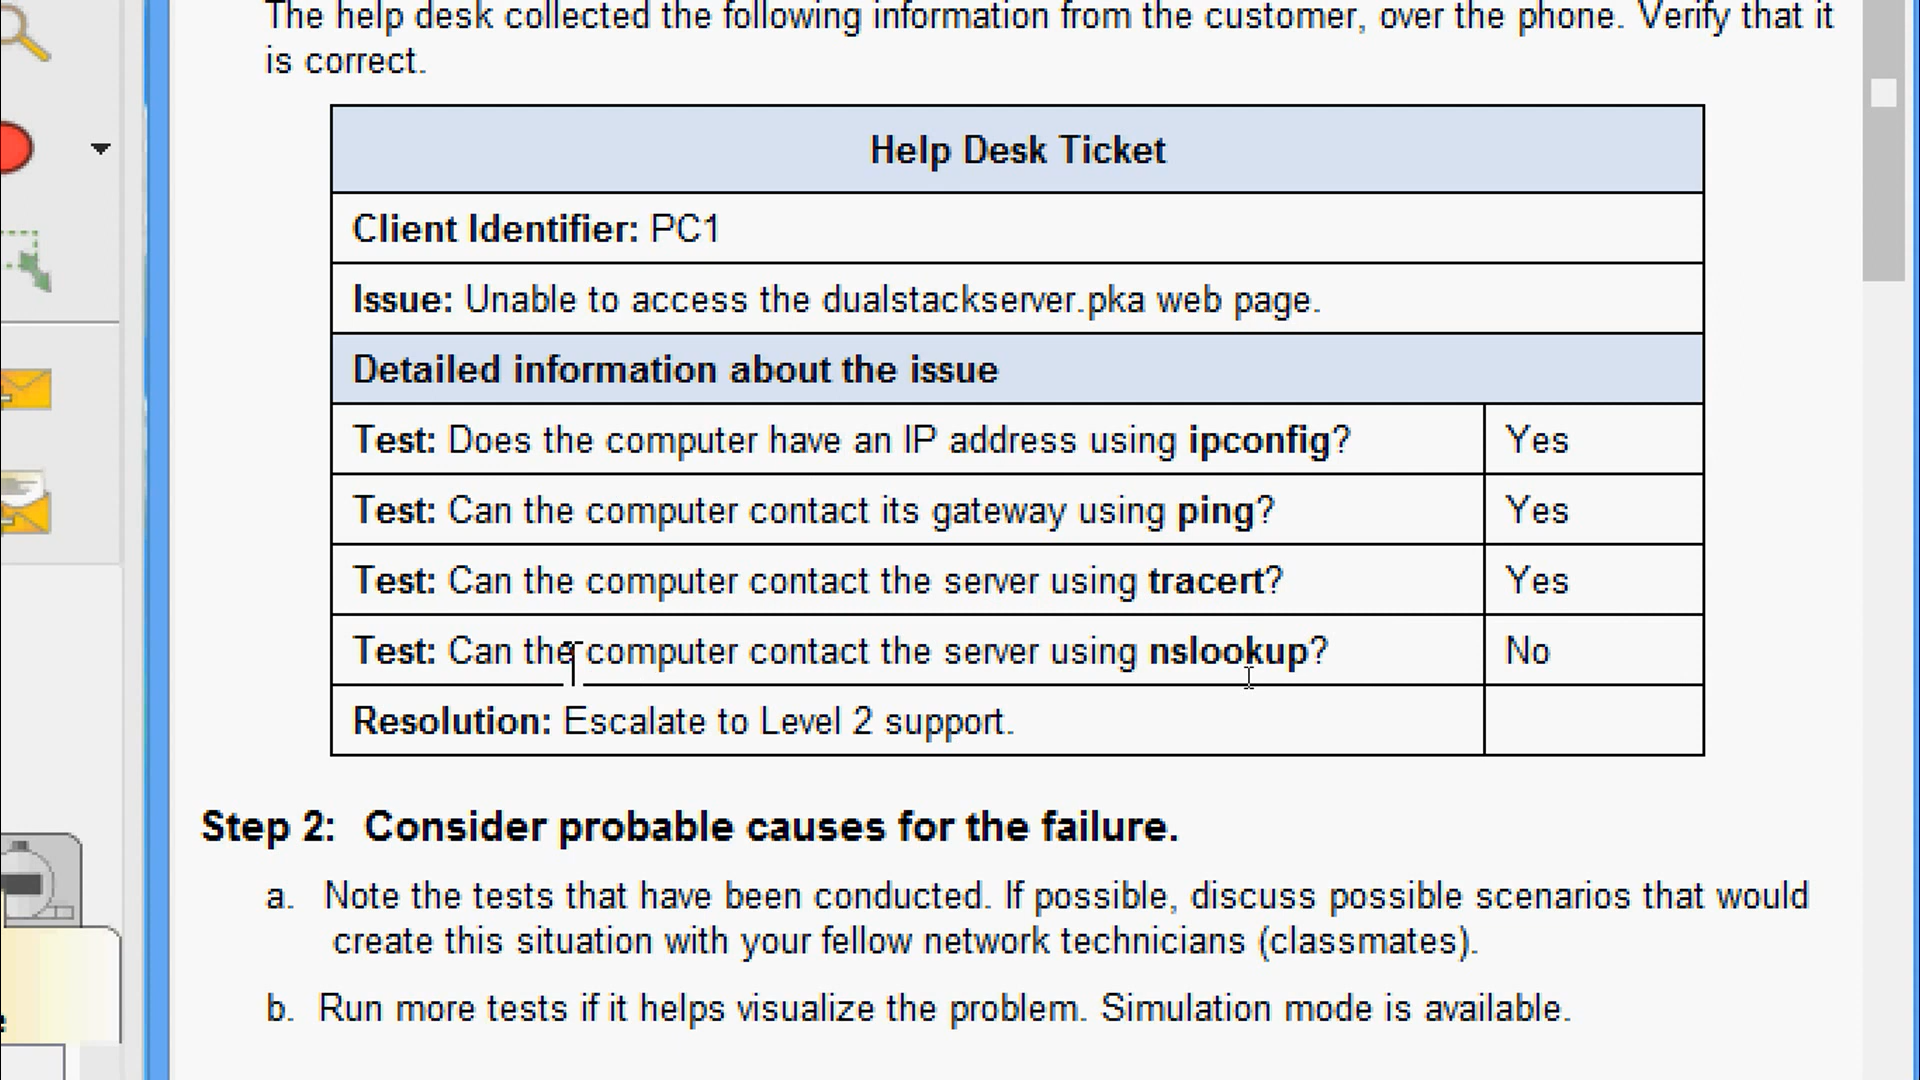 The help desk collected the following information from the customer, over the phone. Verify that it
is correct.
Help Desk Ticket
Client Identifier: PC1
Issue: Unable to access the dualstackserver.pka web page.
Detailed information about the issue
Test: Does the computer have an IP address using ipconfig? Yes
Test: Can the computer contact its gateway using ping? Yes
Test: Can the computer contact the server using tracert? Yes
Test: Can the computer contact the server using nslookup? No
Resolution: Escalate to Level 2 support.
Step 2: Consider probable causes for the failure.
a. Note the tests that have been conducted. If possible, discuss possible scenarios that would
create this situation with your fellow network technicians (classmates).
b. Run more tests if it helps visualize the problem. Simulation mode is available.